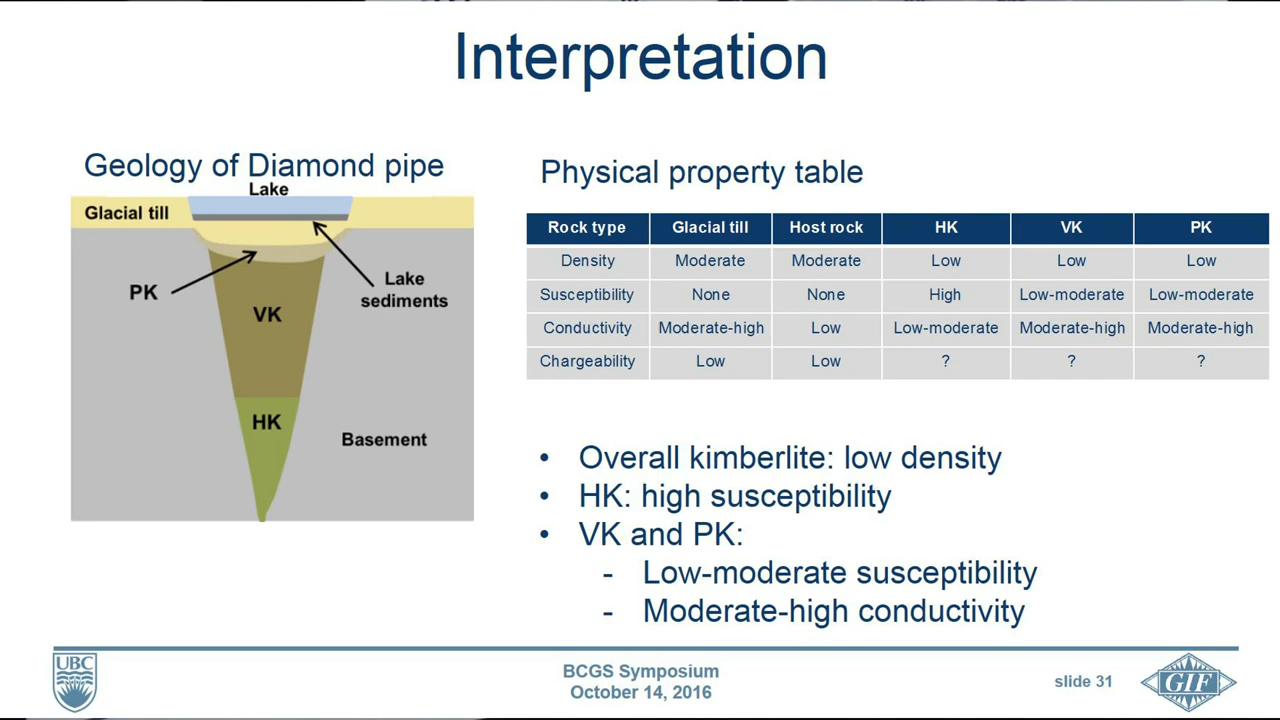 Interpretation
Geology of Diamond pipe
Lake
Glacial till
PK
Lake
sediments
VK
HK
Basement
Physical property table
Rock type Glacial till Host rock HK VK PK
Density Moderate Moderate Low Low Low
Susceptibility None None High Low-moderate Low-moderate
Conductivity Moderate-high Low Low-moderate Moderate-high Moderate-high
Chargeability Low Low ? ? ?
• Overall kimberlite: low density
• HK: high susceptibility
• VK and PK:
- Low-moderate susceptibility
- Moderate-high conductivity
UBC
BCGS Symposium
October 14, 2016
slide 31
GIF